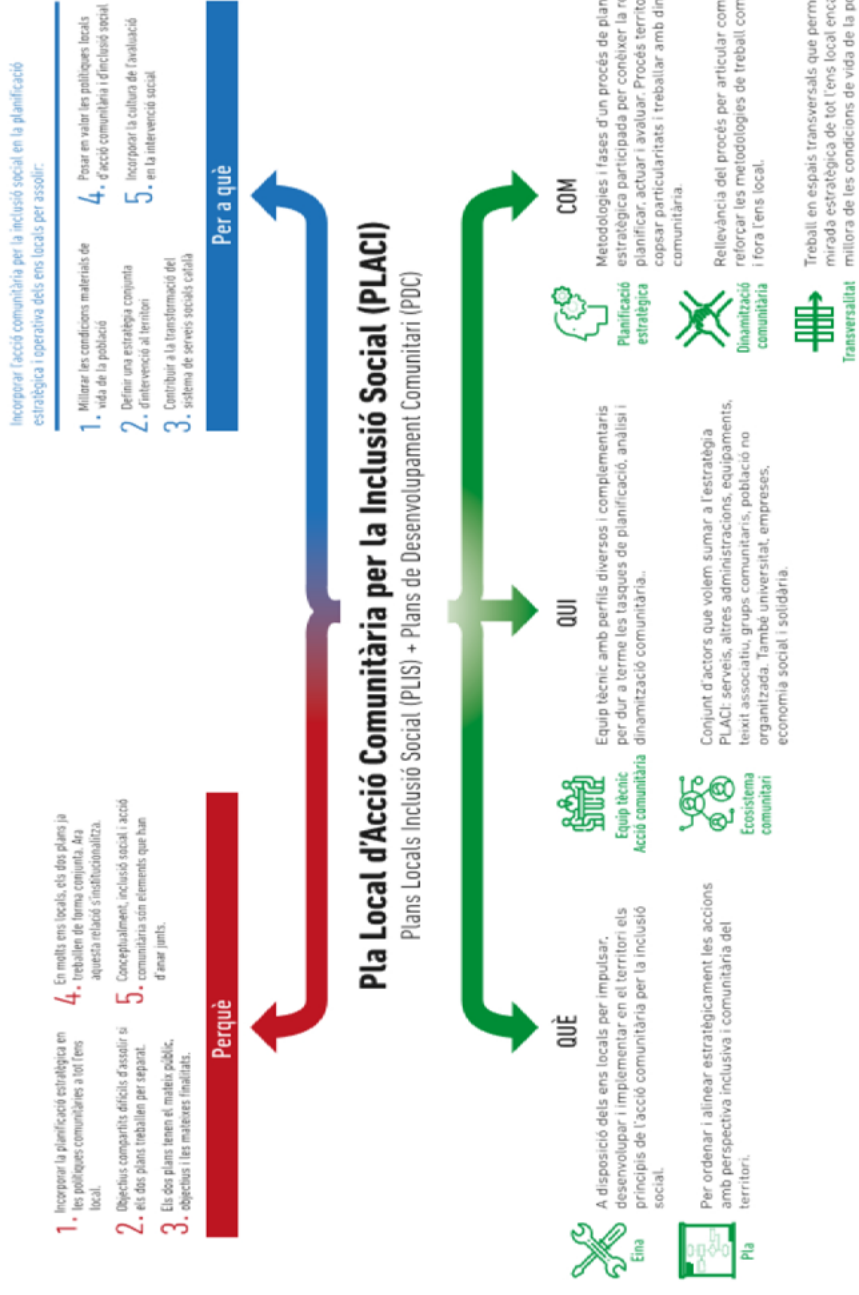 Incorporar l'acció comunitària per la inclusió social en la planificació
estratègica i operativa dels ens locals per assolir:
1. Incorporar la planificació estratègica en
les polítiques comunitàries a tot l'ens
local.
2. Objectius compartits difícils d'assolir si
els dos plans treballen per separat.
3. Els dos plans tenen el mateix públic,
objectius i les mateixes finalitats.
4. En molts ens locals, els dos plans ja
treballen de forma conjunta. Ara
aquesta relació s'institucionalitza.
5. Conceptualment, inclusió social i acció
comunitària són elements que han
d'anar junts.
Perquè
1. Millorar les condicions materials de
vida de la població
2. Definir una estratègia conjunta
d'intervenció al territori
3. Contribuir a la transformació del
sistema de serveis socials català
4. Posar en valor les polítiques locals
d'acció comunitària i d'inclusió social
5. Incorporar la cultura de l'avaluació
en la intervenció social
Per a què
Pla Local d'Acció Comunitària per la Inclusió Social (PLACI)
Plans Locals Inclusió Social (PLIS) + Plans de Desenvolupament Comunitari (PDC)
QUÈ
Eina
A disposició dels ens locals per impulsar,
desenvolupar i implementar en el territori els
principis de l'acció comunitària per la inclusió
social.
Pla
Per ordenar i alinear estratègicament les accions
amb perspectiva inclusiva i comunitària del
territori.
QUI
Equip tècnic
Acció comunitària
Equip tècnic amb perfils diversos i complementaris
per dur a terme les tasques de planificació, anàlisi i
dinamització comunitària..
Ecosistema
comunitari
Conjunt d'actors que volem sumar a l'estratègia
PLACI: serveis, altres administracions, equipaments,
teixit associatiu, grups comunitaris, població no
organitzada. També universitat, empreses,
economia social i solidària.
COM
Planificació
estratègica
Metodologies i fases d'un procés de
estratègica participada per conèixer la
planificar, actuar i avaluar. Procés
copsar particularitats i treballar amb
comunitària.
Dinamització
comunitària
Rellevància del procés per articular
reforçar les metodologies de treball
i fora l'ens local.
Transversalitat
Treball en espais transversals que
mirada estratègica de tot l'ens local
millora de les condicions de vida de la